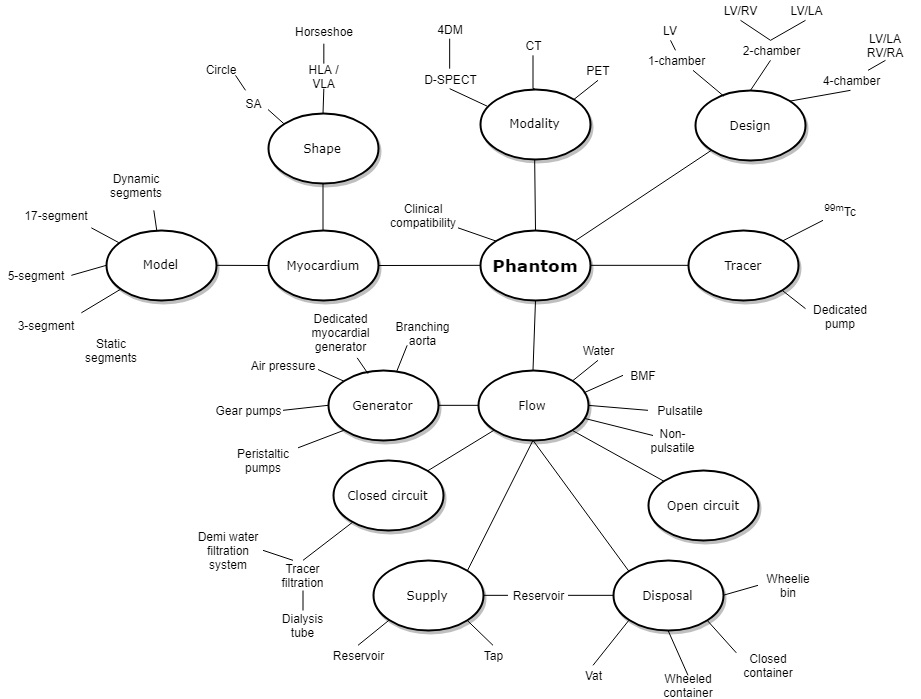 LV/RV
LV/LA
Horseshoe
4DM
LV
LV/LA
RV/RA
CT
2-chamber
Circle
HLA /
VLA
1-chamber
D-SPECT
PET
4-chamber
SA
Shape
Modality
Design
Dynamic
segments
17-segment
Clinical
compatibility
99mTc
Model
Myocardium
Phantom
Tracer
5-segment
3-segment
Dedicated
pump
Static
segments
Dedicated
myocardial
generator
Branching
aorta
Water
Air pressure
BMF
Gear pumps
Generator
Flow
Pulsatile
Non-
pulsatile
Peristaltic
pumps
Closed circuit
Open circuit
Demi water
filtration
system
Tracer
filtration
Wheelie
bin
Supply
Reservoir
Disposal
Dialysis
tube
Reservoir
Tap
Vat
Closed
container
Wheeled
container